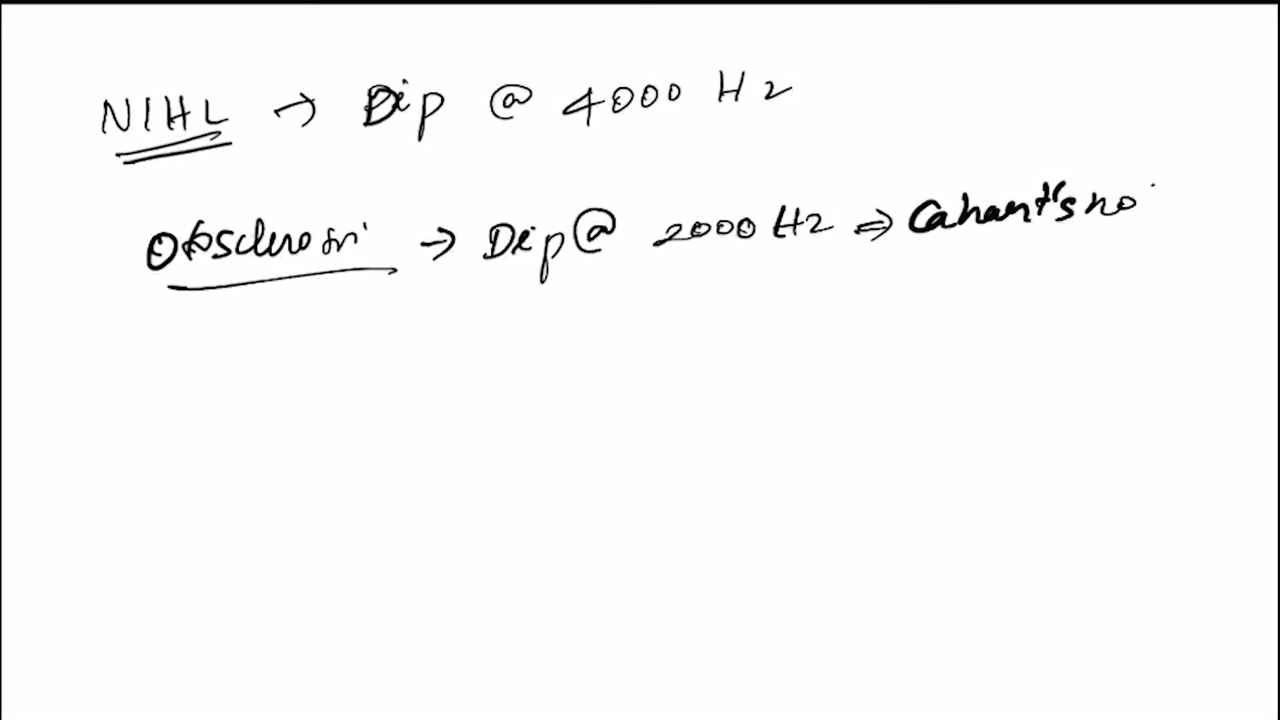 NIHL → Dip @ 4000 Hz
Otosclerosi → Dip @ 2000 Hz ⇒ Cahart's no